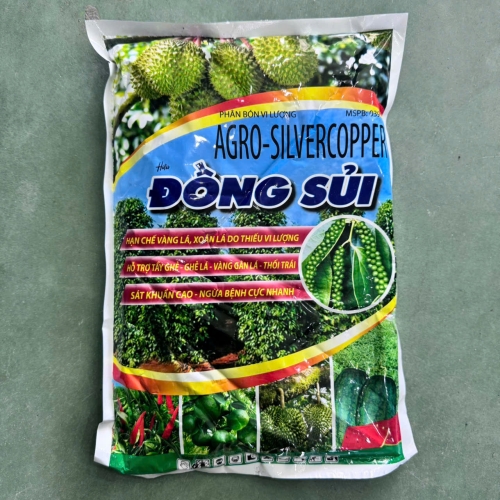 PHÂN BÓN VI LƯỢNG
AGRO-SILVERCOPPER
Hiệu
ĐỒNG SỦI
HẠN CHẾ VÀNG LÁ, XOĂN LÁ DO THIẾU VI LƯỢNG
HỖ TRỢ TẨY GHẺ - GHẺ LÁ - VÀNG GÂN LÁ - THỐI TRÁI
SÁT KHUẨN CAO - NGỪA BỆNH CỰC NHANH